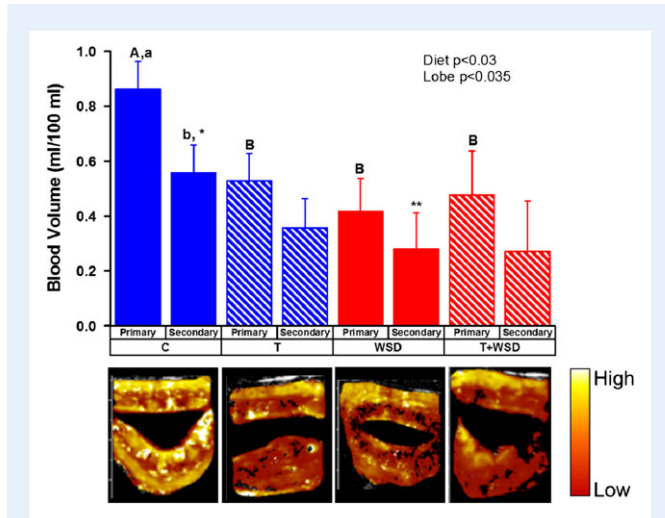 1.0
0.8
0.6
0.4
0.2
0.0
Blood Volume (ml/100 ml)
A,a
b, *
B
B
**
B
Diet p<0.03
Lobe p<0.035
Primary Secondary Primary Secondary Primary Secondary Primary Secondary
C T WSD T+WSD
High
Low